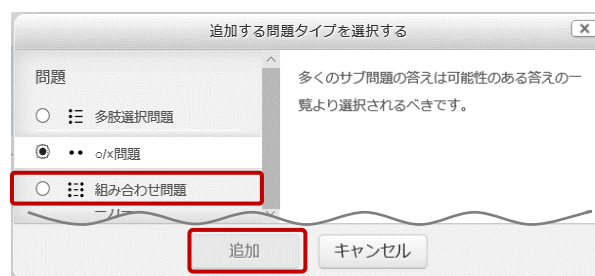 追加する問題タイプを選択する
問題
多肢選択問題
o/x問題
組み合わせ問題
多くのサブ問題の答えは可能性のある答えの一
覧より選択されるべきです。
追加
キャンセル